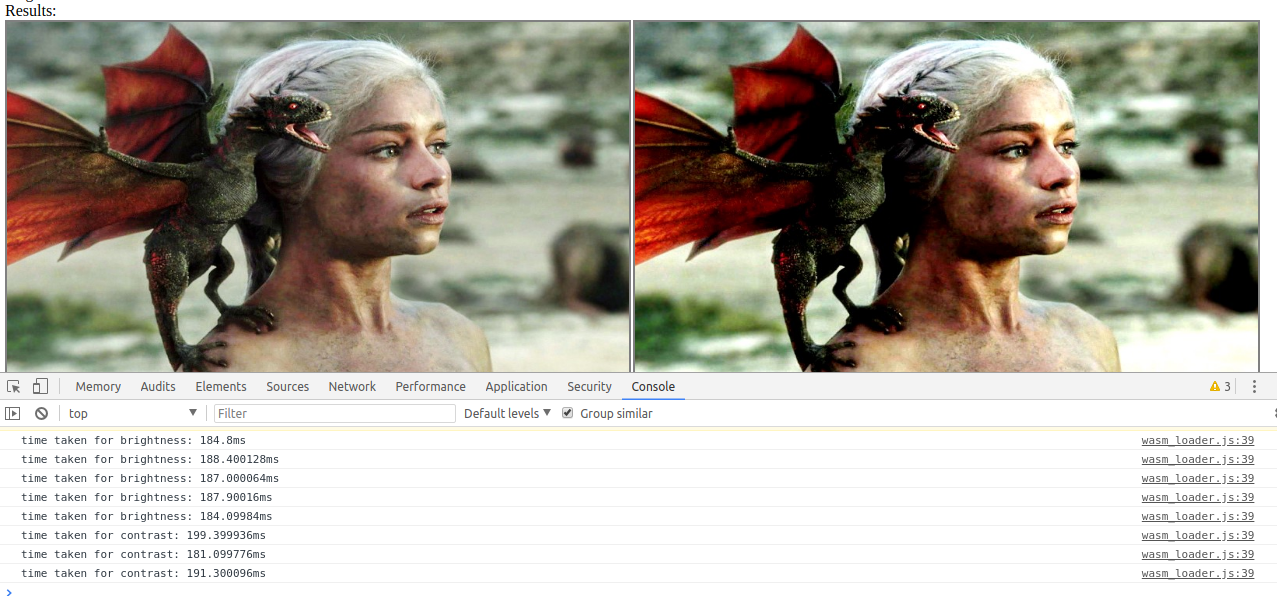 Results:
Memory Audits Elements Sources Network Performance Application Security Console 3
top Filter Default levels Group similar
time taken for brightness: 184.8ms wasm_loader.js:39
time taken for brightness: 188.400128ms wasm_loader.js:39
time taken for brightness: 187.000064ms wasm_loader.js:39
time taken for brightness: 187.90016ms wasm_loader.js:39
time taken for brightness: 184.09984ms wasm_loader.js:39
time taken for contrast: 199.399936ms wasm_loader.js:39
time taken for contrast: 181.099776ms wasm_loader.js:39
time taken for contrast: 191.300096ms wasm_loader.js:39